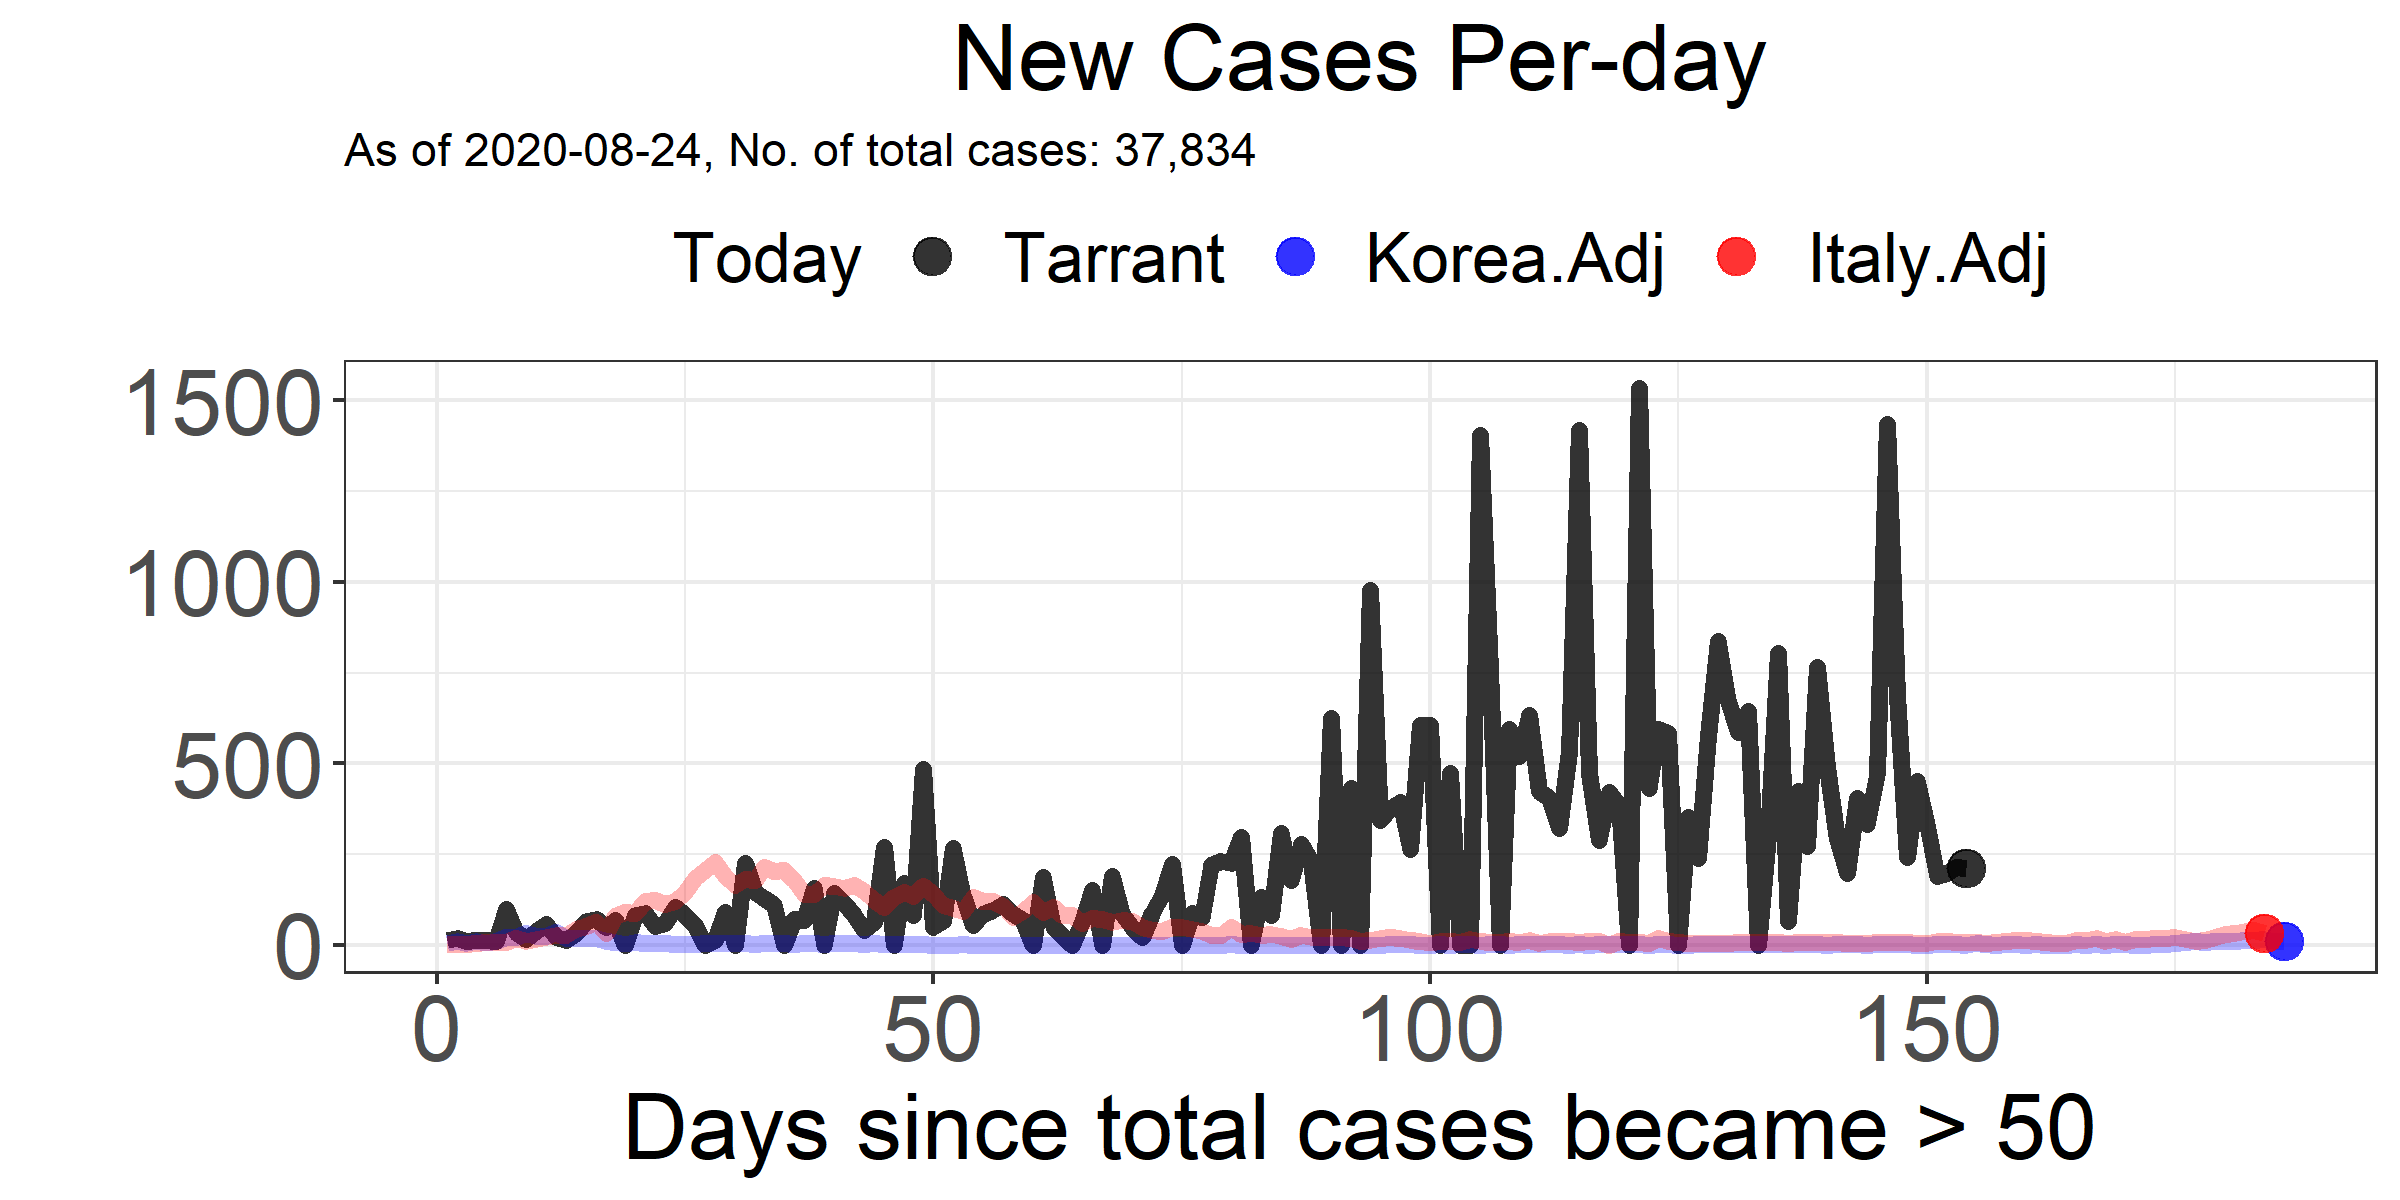 New Cases Per-day
As of 2020-08-24, No. of total cases: 37,834
Today Tarrant Korea.Adj Italy.Adj
1500
1000
500
0
0 50 100 150
Days since total cases became > 50